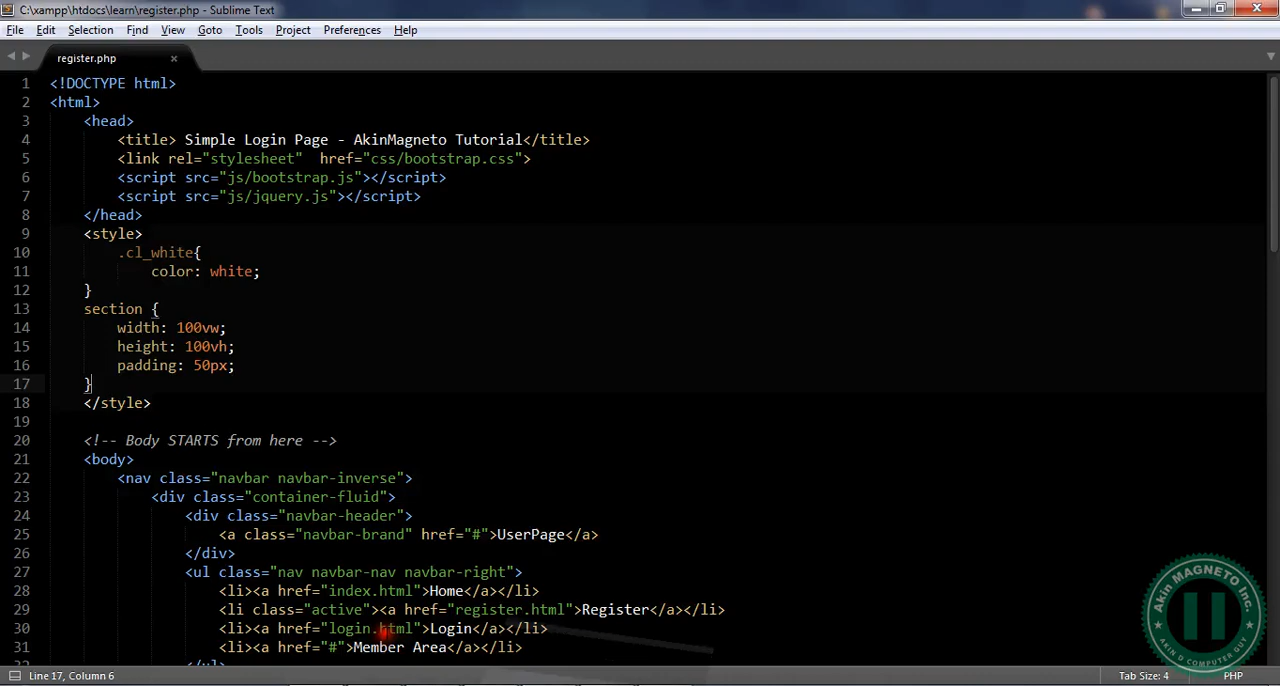 C:\xampp\htdocs\learn\register.php - Sublime Text
File Edit Selection Find View Goto Tools Project Preferences Help
register.php ×
1 <!DOCTYPE html>
2 <html>
3 <head>
4 <title> Simple Login Page - AkinMagneto Tutorial</title>
5 <link rel="stylesheet"  href="css/bootstrap.css">
6 <script src="js/bootstrap.js"></script>
7 <script src="js/jquery.js"></script>
8 </head>
9 <style>
10 .cl_white{
11 color: white;
12 }
13 section {
14 width: 100vw;
15 height: 100vh;
16 padding: 50px;
17 }
18 </style>
19
20 <!-- Body STARTS from here -->
21 <body>
22 <nav class="navbar navbar-inverse">
23 <div class="container-fluid">
24 <div class="navbar-header">
25 <a class="navbar-brand" href="#">UserPage</a>
26 </div>
27 <ul class="nav navbar-nav navbar-right">
28 <li><a href="index.html">Home</a></li>
29 <li class="active"><a href="register.html">Register</a></li>
30 <li><a href="login.html">Login</a></li>
31 <li><a href="#">Member Area</a></li>
32 </ul>
Akin MAGNETO Inc.
AKIN D COMPUTER GUY
Line 17, Column 6
Tab Size: 4
PHP